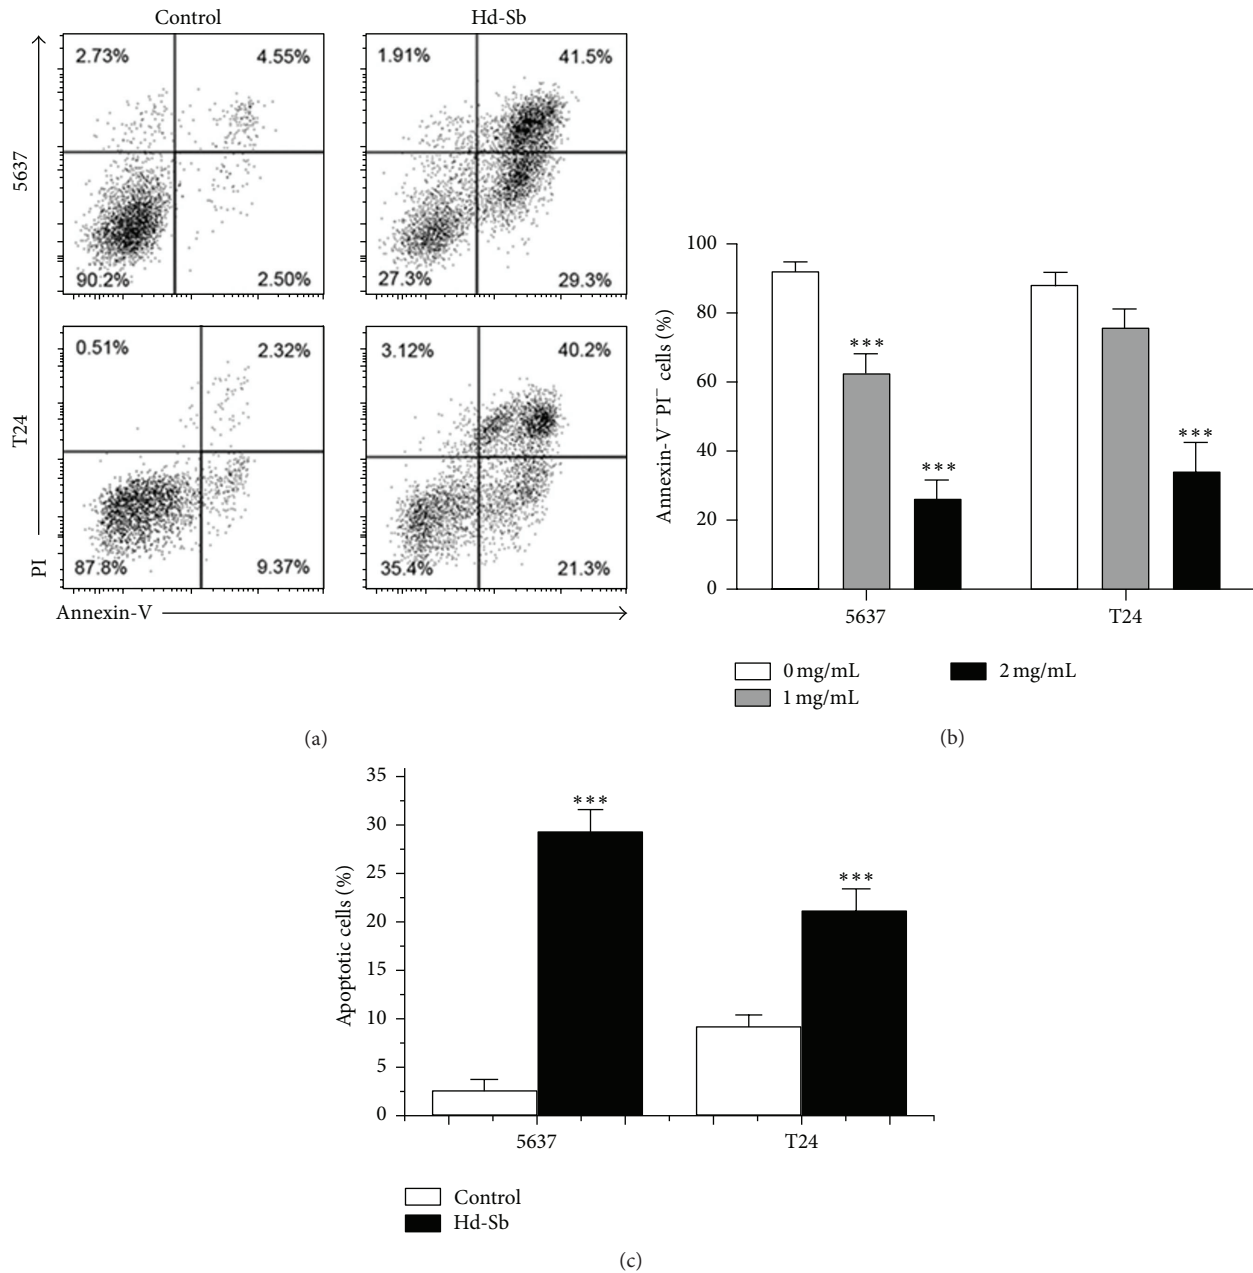 Control
Hd-Sb
5637
2.73%
4.55%
90.2%
2.50%
1.91%
41.5%
27.3%
29.3%
T24
0.51%
2.32%
87.8%
9.37%
3.12%
40.2%
35.4%
21.3%
PI
Annexin-V
(a)
Annexin-V⁻PI⁻ cells (%)
100
80
60
40
20
0
***
***
***
5637
T24
0 mg/mL
1 mg/mL
2 mg/mL
(b)
Apoptotic cells (%)
35
30
25
20
15
10
5
0
***
***
5637
T24
Control
Hd-Sb
(c)